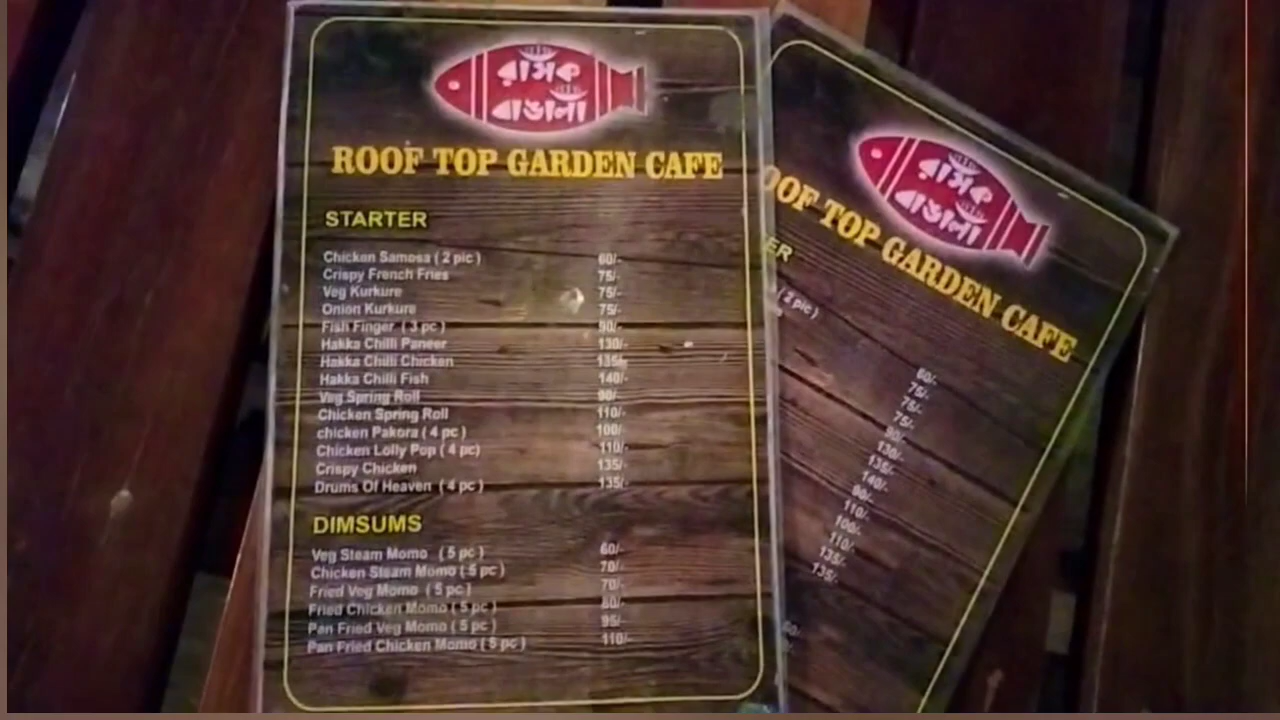 রসিক
বাঙালা
ROOF TOP GARDEN CAFE
STARTER
Chicken Samosa ( 2 pic ) 60/-
Crispy French Fries 75/-
Veg Kurkure 75/-
Onion Kurkure 75/-
Fish Finger ( 3 pc ) 90/-
Hakka Chilli Paneer 130/-
Hakka Chilli Chicken 135/-
Hakka Chilli Fish 140/-
Veg Spring Roll 90/-
Chicken Spring Roll 110/-
chicken Pakora ( 4 pc ) 100/-
Chicken Lolly Pop ( 4 pc) 110/-
Crispy Chicken 135/-
Drums Of Heaven ( 4 pc ) 135/-
DIMSUMS
Veg Steam Momo ( 5 pc ) 60/-
Chicken Steam Momo ( 5 pc ) 70/-
Fried Veg Momo ( 5 pc ) 70/-
Fried Chicken Momo ( 5 pc ) 80/-
Pan Fried Veg Momo ( 5 pc ) 95/-
Pan Fried Chicken Momo ( 5 pc ) 110/-
রসিক
বাঙালা
OOF TOP GARDEN CAFE
ER
( 2 pic )
60/-
75/-
75/-
75/-
90/-
130/-
135/-
140/-
90/-
110/-
100/-
110/-
135/-
135/-
60/-